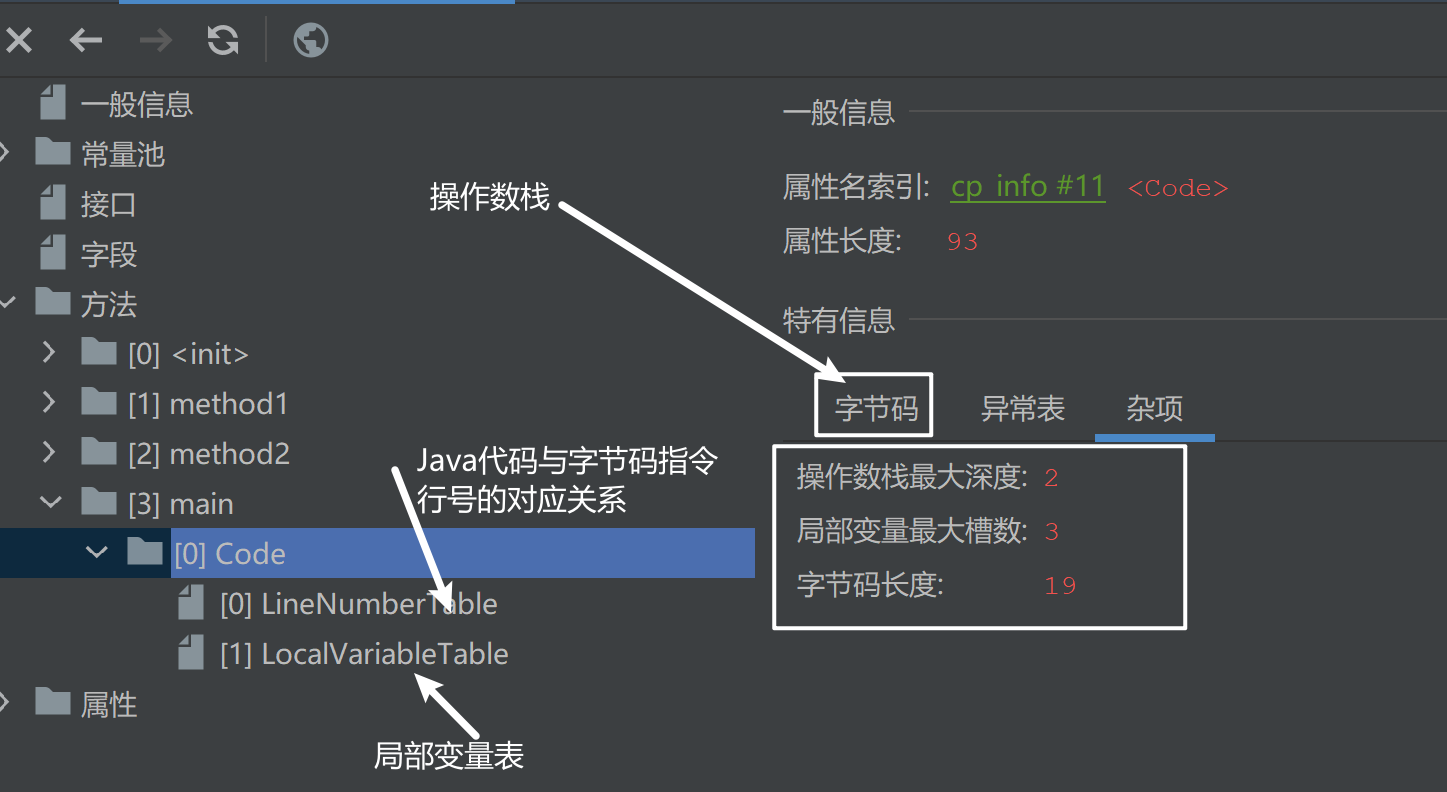 一般信息
常量池
接口
字段
方法
[0] <init>
[1] method1
[2] method2
[3] main
[0] Code
[0] LineNumberTable
[1] LocalVariableTable
属性
操作数栈
Java代码与字节码指令
行号的对应关系
局部变量表
一般信息
属性名索引: cp_info #11 <Code>
属性长度: 93
特有信息
字节码 异常表 杂项
操作数栈最大深度: 2
局部变量最大槽数: 3
字节码长度: 19